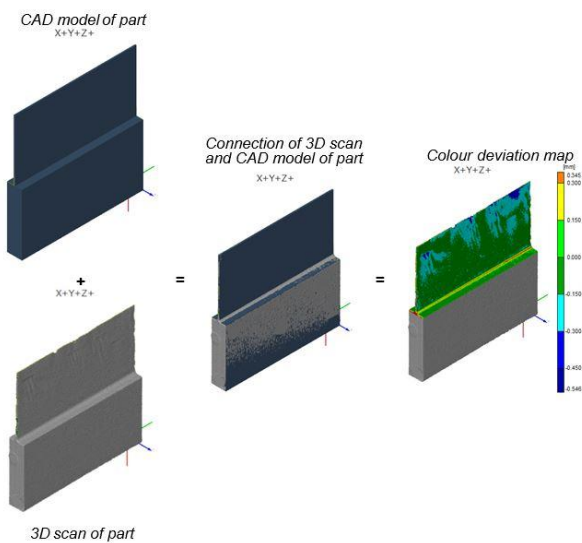 CAD model of part
X+Y+Z+
Connection of 3D scan
and CAD model of part
X+Y+Z+
Colour deviation map
X+Y+Z+
[mm]
0.345
0.300
0.150
0.000
-0.150
-0.300
-0.450
-0.546
+
=
=
X+Y+Z+
3D scan of part